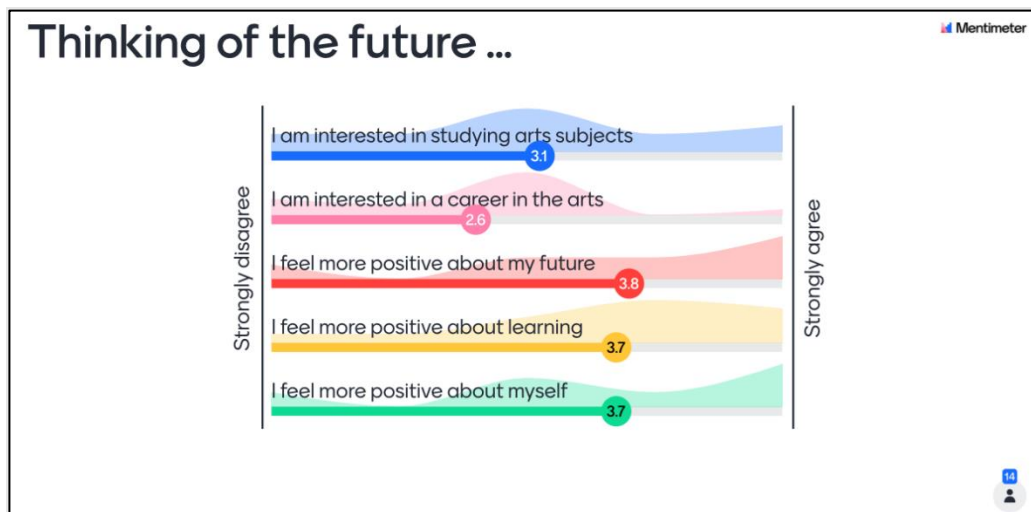 Thinking of the future ...
Mentimeter
Strongly disagree
I am interested in studying arts subjects
3.1
I am interested in a career in the arts
2.6
I feel more positive about my future
3.8
I feel more positive about learning
3.7
I feel more positive about myself
3.7
Strongly agree
14